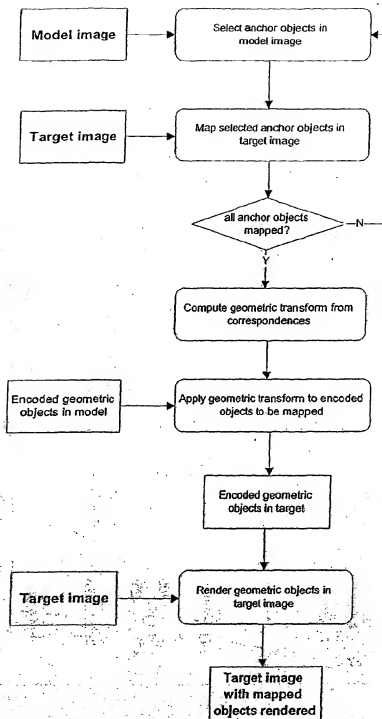 Model image
Select anchor objects in
model image
Target image
Map selected anchor objects in
target image
all anchor objects
mapped?
N
Y
Compute geometric transform from
correspondences
Encoded geometric
objects in model
Apply geometric transform to encoded
objects to be mapped
Encoded geometric
objects in target
Target image
Render geometric objects in
target image
Target image
with mapped
objects rendered